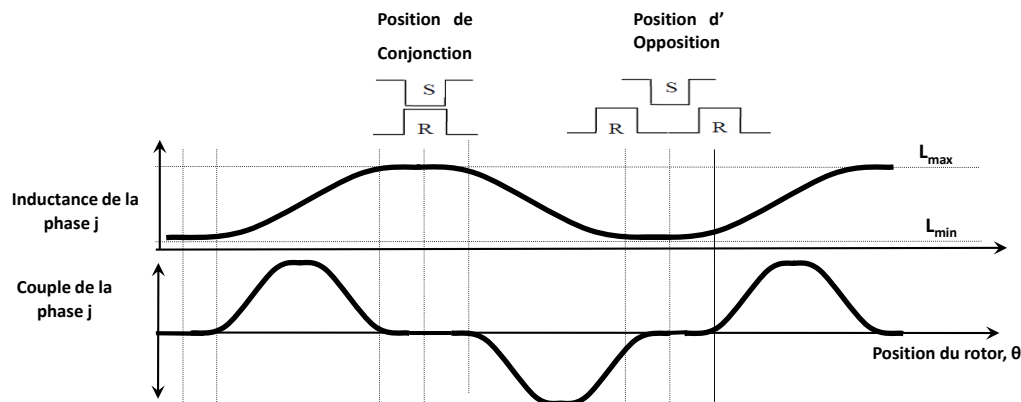 Position de
Conjonction
Position d’
Opposition
S
R
S
R
R
Inductance de la
phase j
Lmax
Lmin
Couple de la
phase j
Position du rotor, θ